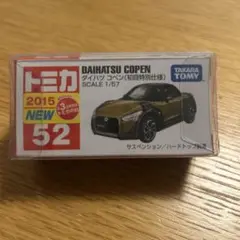 トミカ
2015
NEW
52
DAIHATSU COPEN
ダイハツ コペン(初回特別仕様)
SCALE 1/57
TAKARA
TOMY
サスペンション/ハードトップ脱着